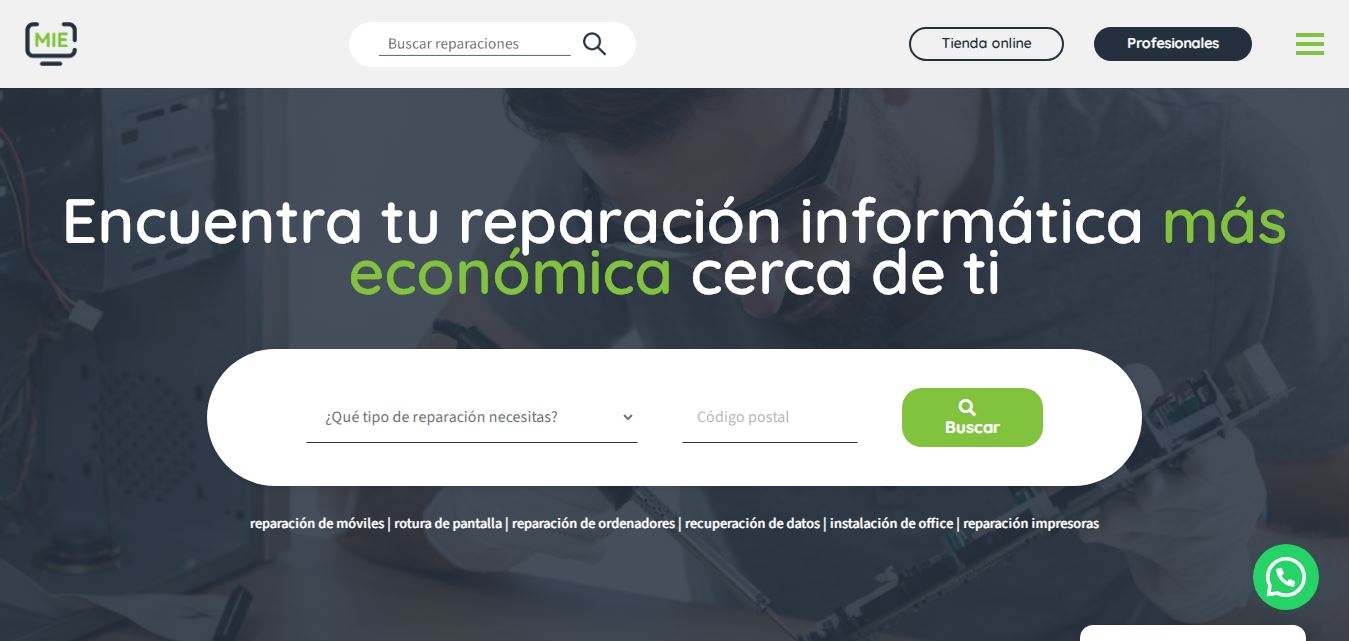 MIE
Buscar reparaciones
Tienda online
Profesionales
Encuentra tu reparación informática más
económica cerca de ti
¿Qué tipo de reparación necesitas?
Código postal
Buscar
reparación de móviles | rotura de pantalla | reparación de ordenadores | recuperación de datos | instalación de office | reparación impresoras